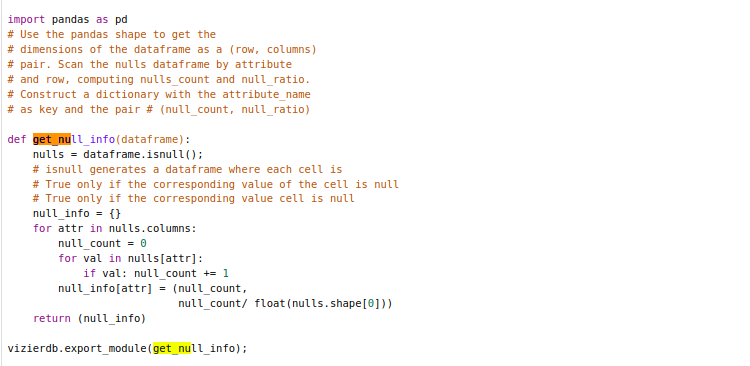 import pandas as pd
# Use the pandas shape to get the
# dimensions of the dataframe as a (row, columns)
# pair. Scan the nulls dataframe by attribute
# and row, computing nulls_count and null_ratio.
# Construct a dictionary with the attribute_name
# as key and the pair # (null_count, null_ratio)
def get_null_info(dataframe):
    nulls = dataframe.isnull();
    # isnull generates a dataframe where each cell is
    # True only if the corresponding value of the cell is null
    # True only if the corresponding value cell is null
    null_info = {}
    for attr in nulls.columns:
        null_count = 0
        for val in nulls[attr]:
            if val: null_count += 1
        null_info[attr] = (null_count,
                           null_count/ float(nulls.shape[0]))
    return (null_info)
vizierdb.export_module(get_null_info);